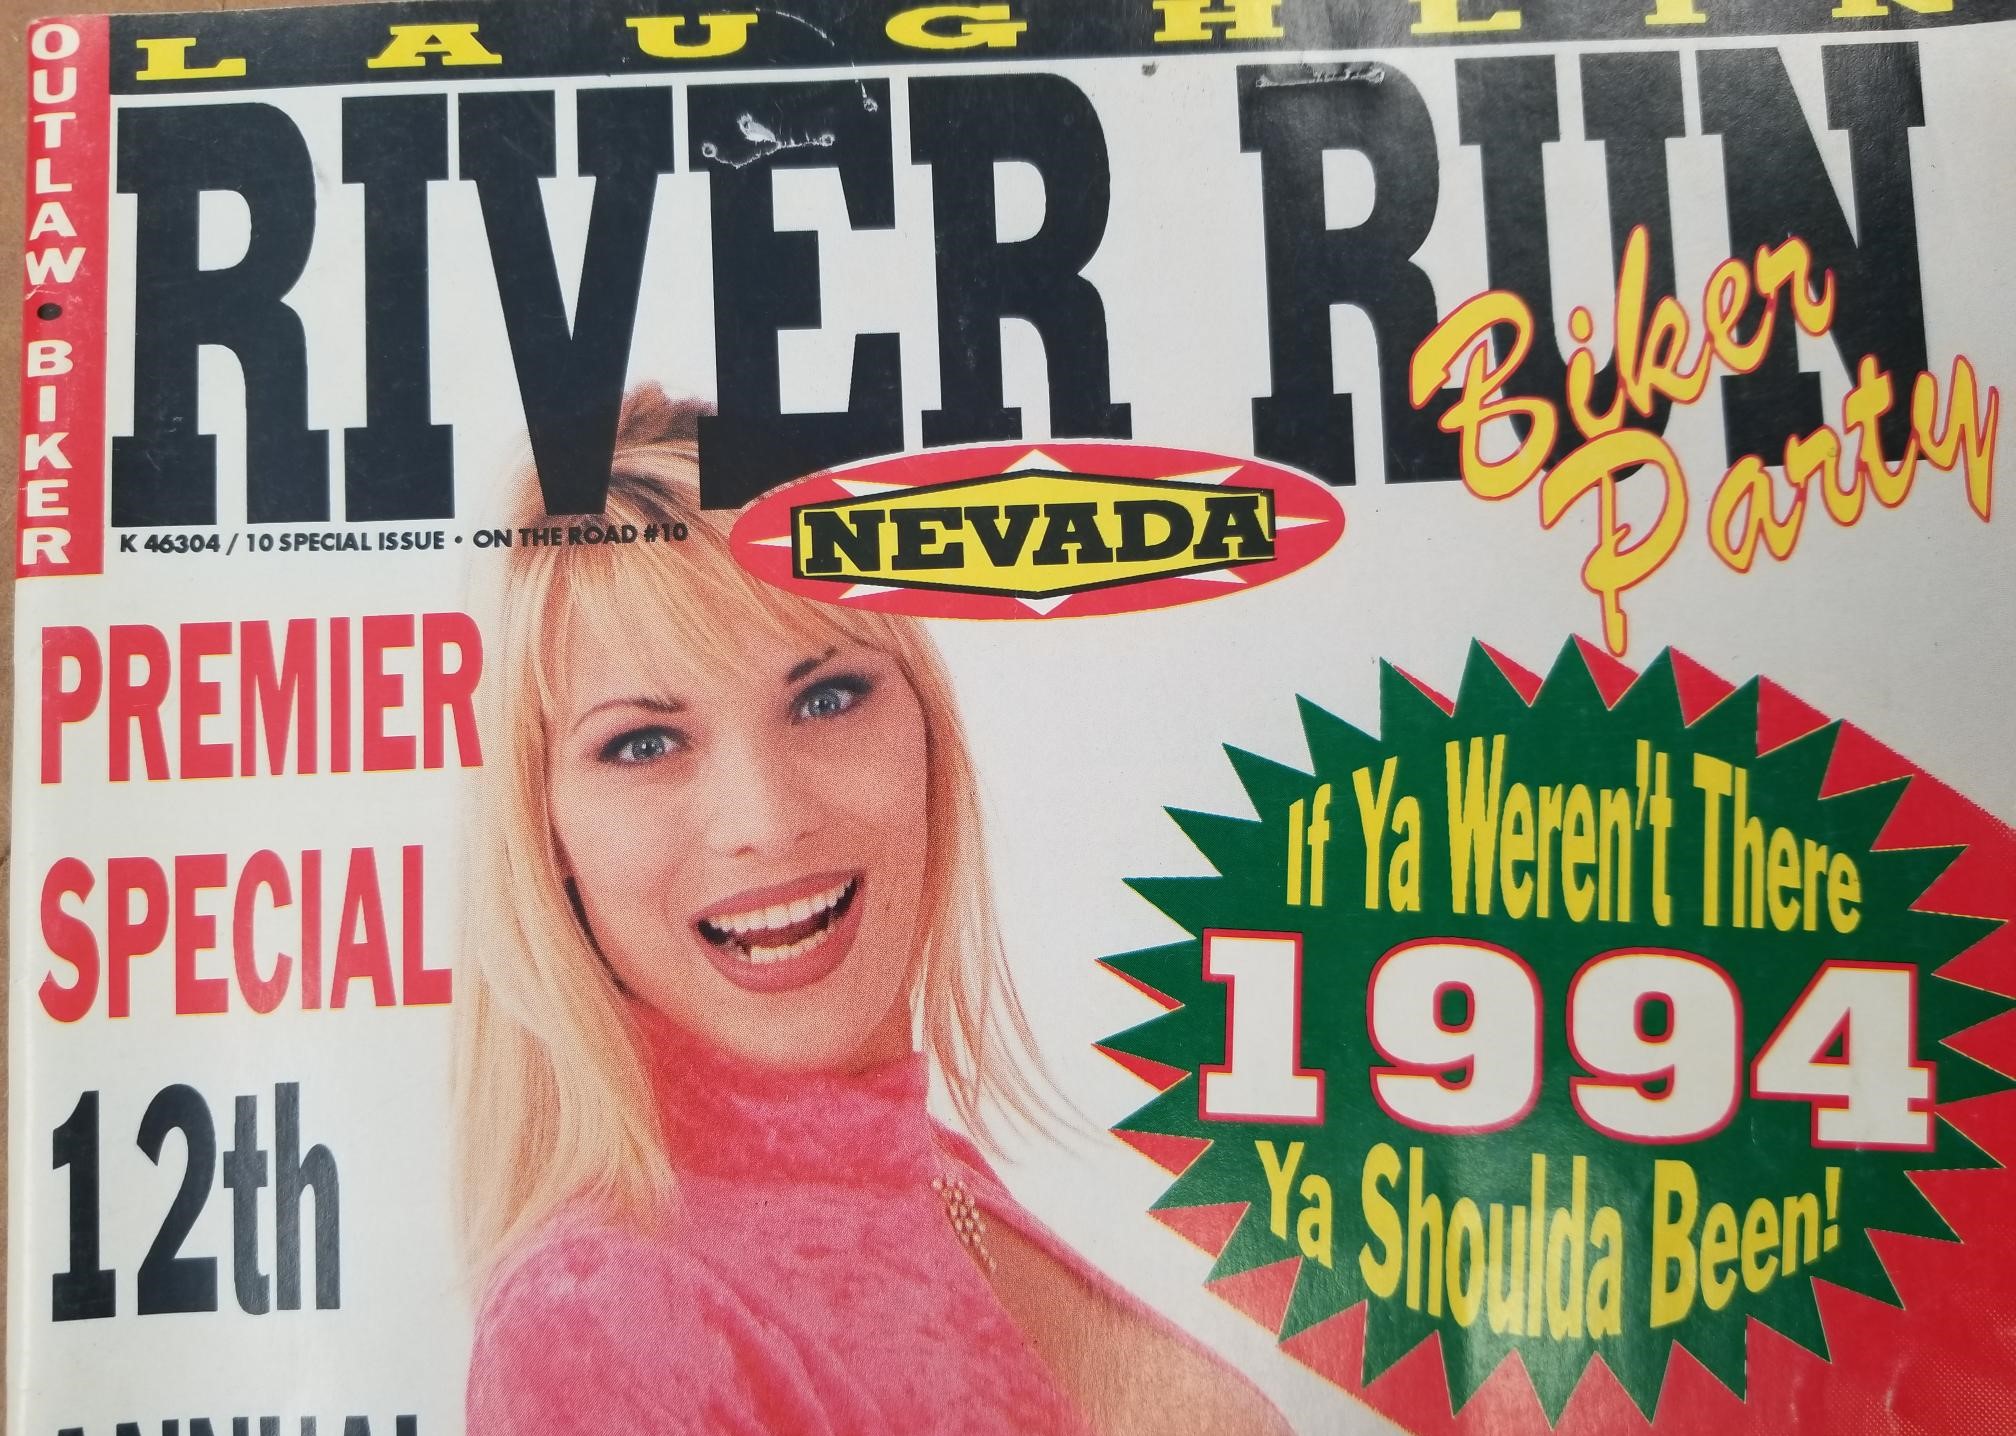 LAUGHLIN
OUTLAW • BIKER
RIVER RUN
Biker
Party
NEVADA
K 46304 / 10 SPECIAL ISSUE • ON THE ROAD #10
PREMIER
SPECIAL
12th
ANNUAL
If Ya Weren't There
1994
Ya Shoulda Been!